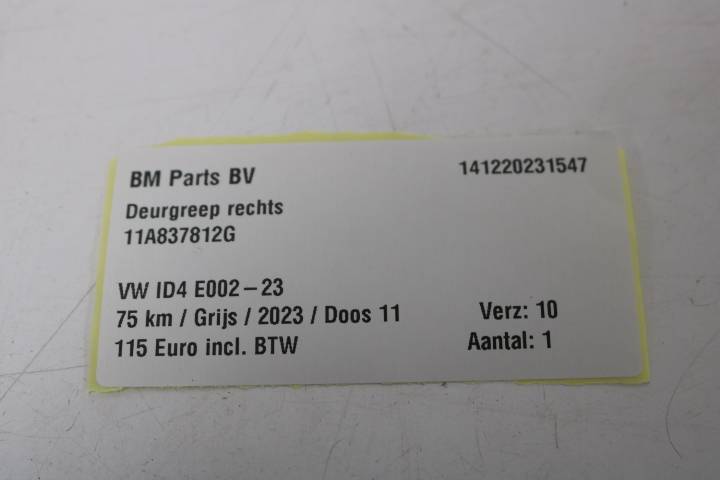 BM Parts BV 141220231547
Deurgreep rechts
11A837812G
VW ID4 E002-23
75 km / Grijs / 2023 / Doos 11 Verz: 10
115 Euro incl. BTW Aantal: 1